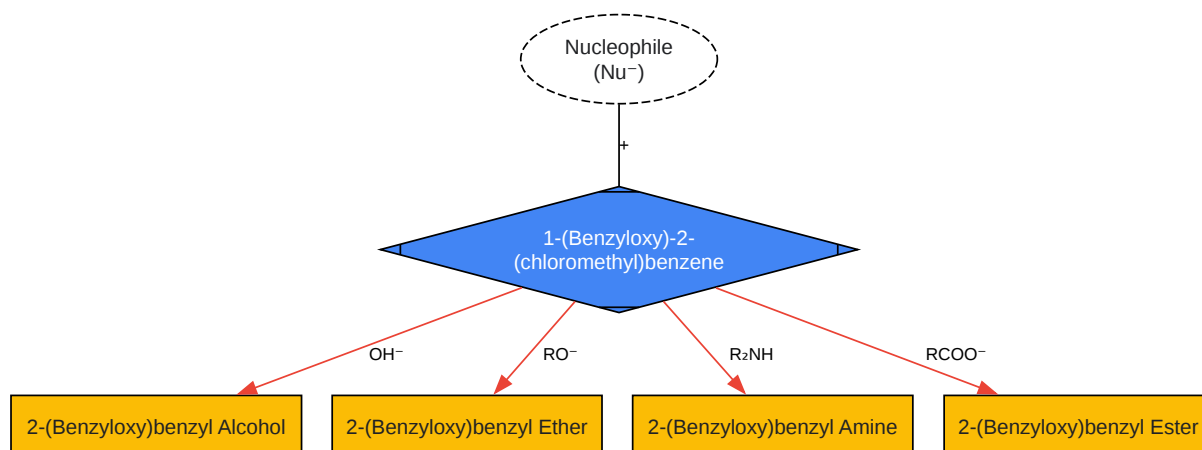 Nucleophile
(Nu⁻)
+
1-(Benzyloxy)-2-
(chloromethyl)benzene
OH⁻
RO⁻
R₂NH
RCOO⁻
2-(Benzyloxy)benzyl Alcohol
2-(Benzyloxy)benzyl Ether
2-(Benzyloxy)benzyl Amine
2-(Benzyloxy)benzyl Ester